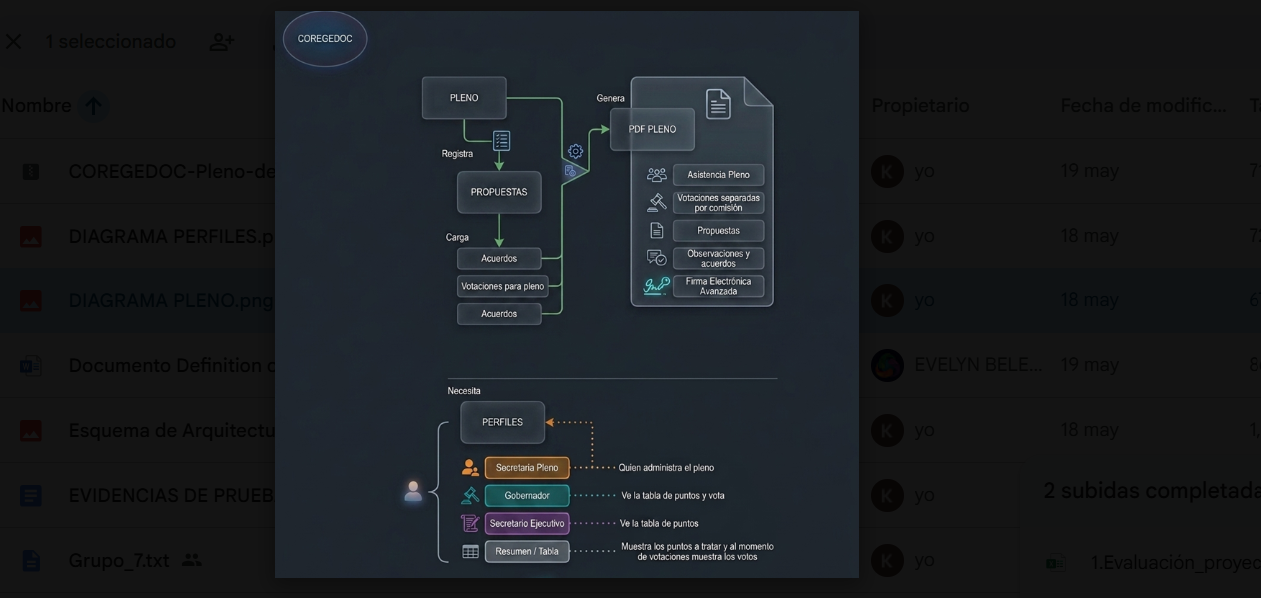 1 seleccionado
Nombre
Propietario
Fecha de modific...
COREGEDOC-Pleno-de
yo
19 may
DIAGRAMA PERFILES.p
yo
18 may
DIAGRAMA PLENO.png
yo
18 may
Documento Definition
EVELYN BELE...
19 may
Esquema de Arquitectu
yo
18 may
EVIDENCIAS DE PRUEB
yo
2 subidas completada
Grupo_7.txt
yo
1.Evaluación_proyec
COREGEDOC
PLENO
Registra
PROPUESTAS
Carga
Acuerdos
Votaciones para pleno
Acuerdos
Genera
PDF PLENO
Asistencia Pleno
Votaciones separadas
por comisión
Propuestas
Observaciones y
acuerdos
Firma Electrónica
Avanzada
Necesita
PERFILES
Secretaria Pleno
Quien administra el pleno
Gobernador
Ve la tabla de puntos y vota
Secretario Ejecutivo
Ve la tabla de puntos
Resumen / Tabla
Muestra los puntos a tratar y al momento
de votaciones muestra los votos